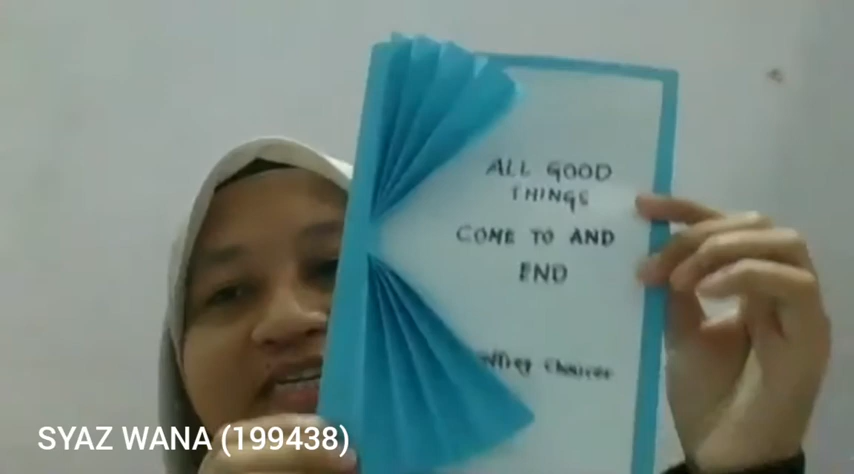 ALL GOOD
THINGS
COME TO AND
END
Chaucer
SYAZ WANA (199438)